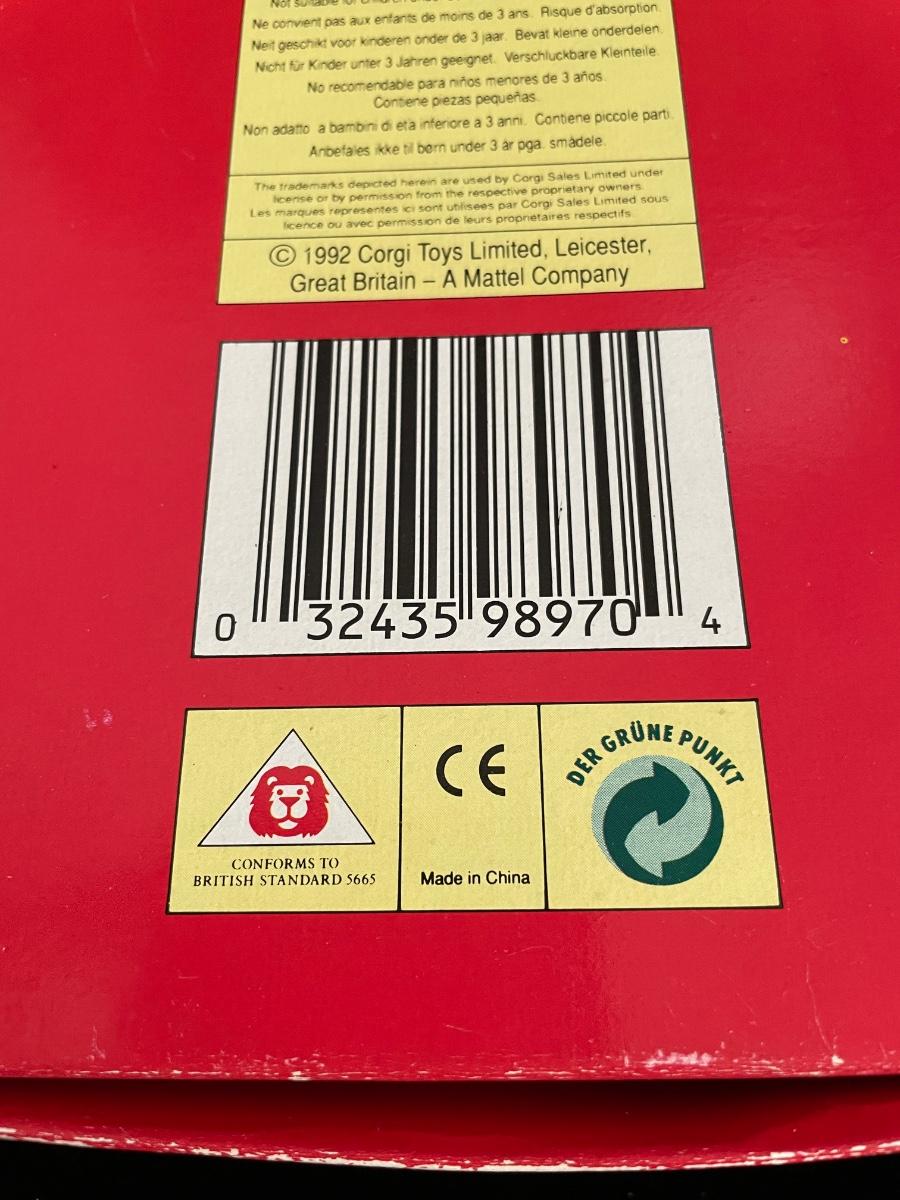 Not suitable for children
Ne convient pas aux enfants de moins de 3 ans. Risque d'absorption.
Neit geschikt voor kinderen onder de 3 jaar. Bevat kleine onderdelen.
Nicht für Kinder unter 3 Jahren geeignet. Verschluckbare Kleinteile.
No recomendable para niños menores de 3 años.
Contiene piezas pequeñas.
Non adatto a bambini di eta inferiore a 3 anni. Contiene piccole parti.
Anbefales ikke til børn under 3 år pga. smådele.
The trademarks depicted herein are used by Corgi Sales Limited under
license or by permission from the respective proprietary owners.
Les marques representes ici sont utilisees par Corgi Sales Limited sous
licence ou avec permission de leurs proprietaires respectifs.
© 1992 Corgi Toys Limited, Leicester,
Great Britain – A Mattel Company
0 32435 98970 4
DER GRÜNE PUNKT
CE
CONFORMS TO
BRITISH STANDARD 5665
Made in China